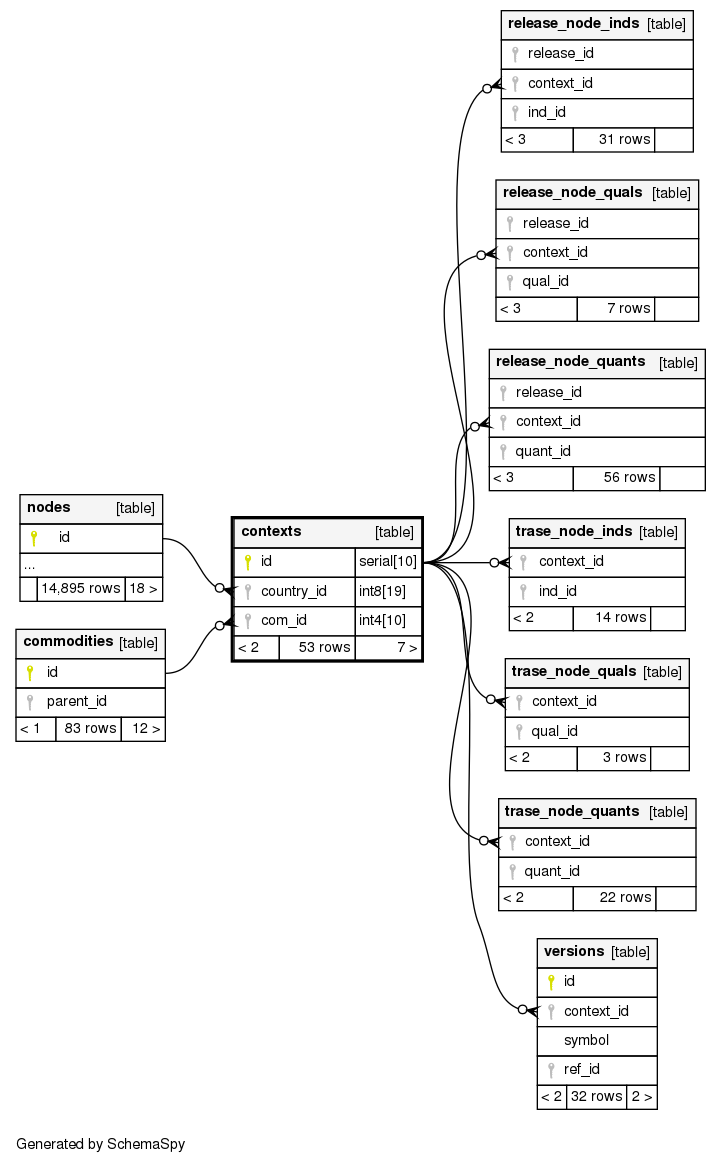 release_node_inds [table]
release_id
context_id
ind_id
< 3 31 rows
release_node_quals [table]
release_id
context_id
qual_id
< 3 7 rows
release_node_quants [table]
release_id
context_id
quant_id
< 3 56 rows
nodes [table]
id
...
14,895 rows 18 >
commodities [table]
id
parent_id
< 1 83 rows 12 >
contexts [table]
id serial[10]
country_id int8[19]
com_id int4[10]
< 2 53 rows 7 >
trase_node_inds [table]
context_id
ind_id
< 2 14 rows
trase_node_quals [table]
context_id
qual_id
< 2 3 rows
trase_node_quants [table]
context_id
quant_id
< 2 22 rows
versions [table]
id
context_id
symbol
ref_id
< 2 32 rows 2 >
Generated by SchemaSpy